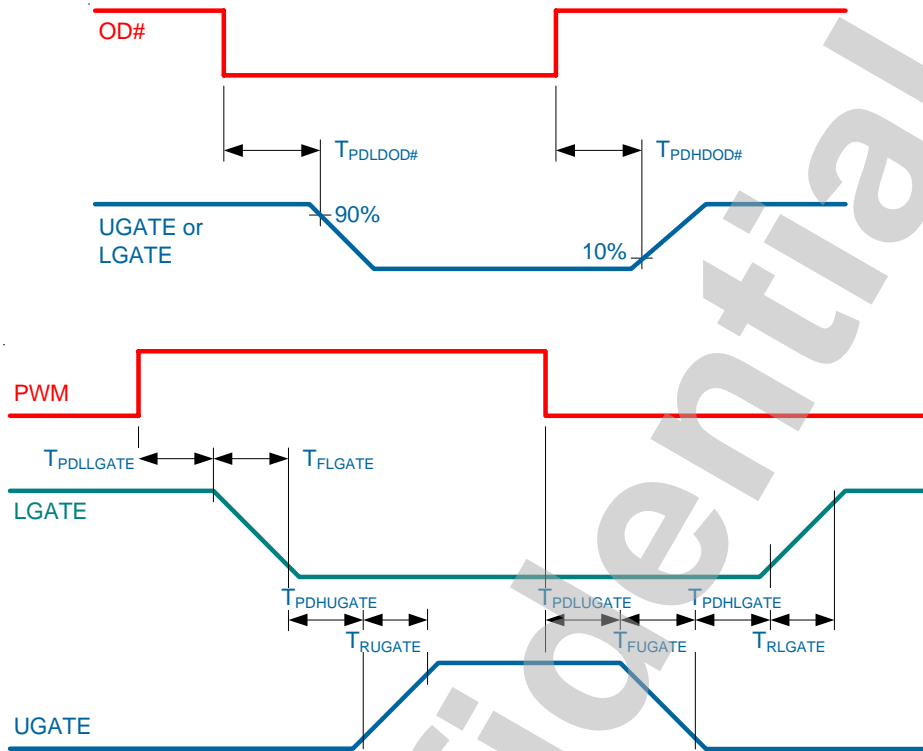 OD#
TPDLDOD#
TPDHDOD#
UGATE or
LGATE
90%
10%
PWM
TPDLLGATE
TFLGATE
LGATE
TPDHUGATE
TPDLUGATE
TPDHLGATE
TRUGATE
TFUGATE
TRLGATE
UGATE
fidential